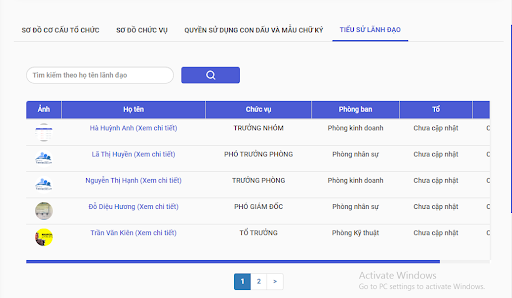 SƠ ĐỒ CƠ CẤU TỔ CHỨC SƠ ĐỒ CHỨC VỤ QUYỀN SỬ DỤNG CON DẤU VÀ MẪU CHỮ KÝ TIỂU SỬ LÃNH ĐẠO
Tìm kiếm theo họ tên lãnh đạo
Ảnh Họ tên Chức vụ Phòng ban Tổ
Hà Huỳnh Anh (Xem chi tiết) TRƯỞNG NHÓM Phòng kinh doanh Chưa cập nhật C
Lã Thị Huyền (Xem chi tiết) PHÓ TRƯỞNG PHÒNG Phòng nhân sự Chưa cập nhật C
Nguyễn Thị Hạnh (Xem chi tiết) TRƯỞNG PHÒNG Phòng kinh doanh Chưa cập nhật C
Đỗ Diệu Hương (Xem chi tiết) PHÓ GIÁM ĐỐC Phòng nhân sự Chưa cập nhật C
Trần Văn Kiên (Xem chi tiết) TỔ TRƯỞNG Phòng Kỹ thuật Chưa cập nhật C
1 2 >
Activate Windows
Go to PC settings to activate Windows.